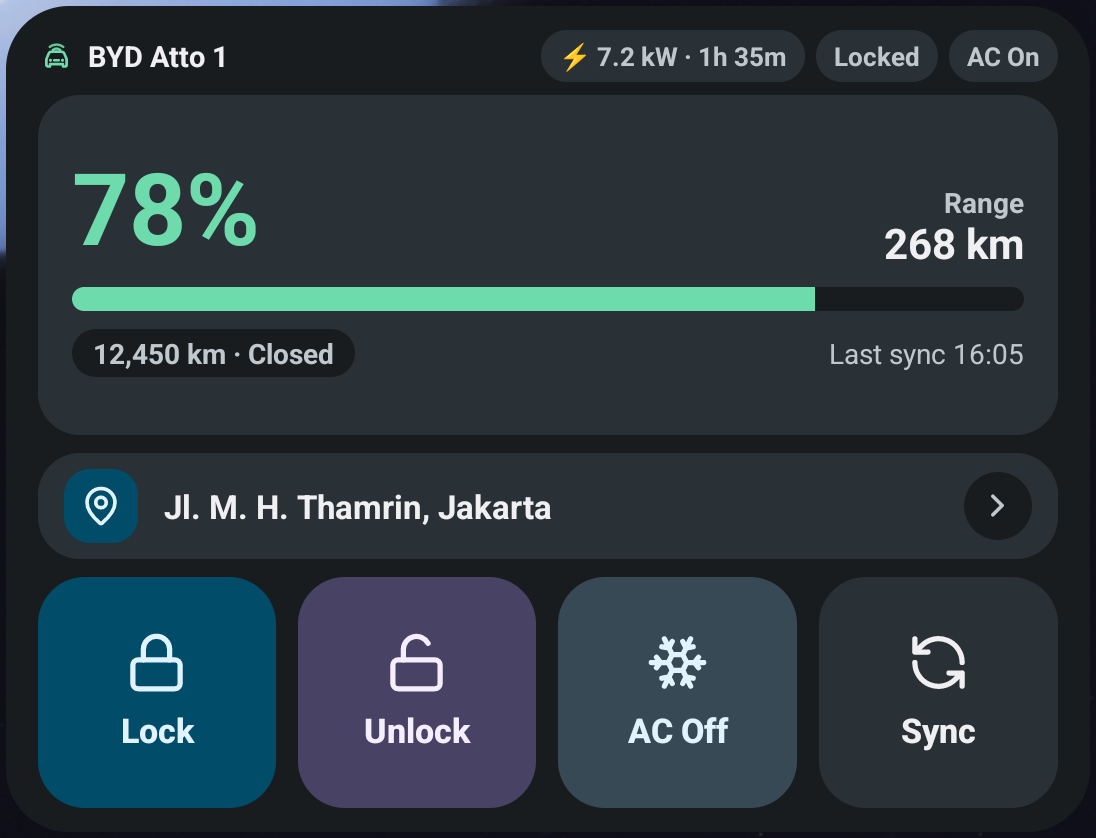 BYD Atto 1
⚡ 7.2 kW · 1h 35m
Locked
AC On
78%
Range
268 km
12,450 km · Closed
Last sync 16:05
Jl. M. H. Thamrin, Jakarta
Lock
Unlock
AC Off
Sync